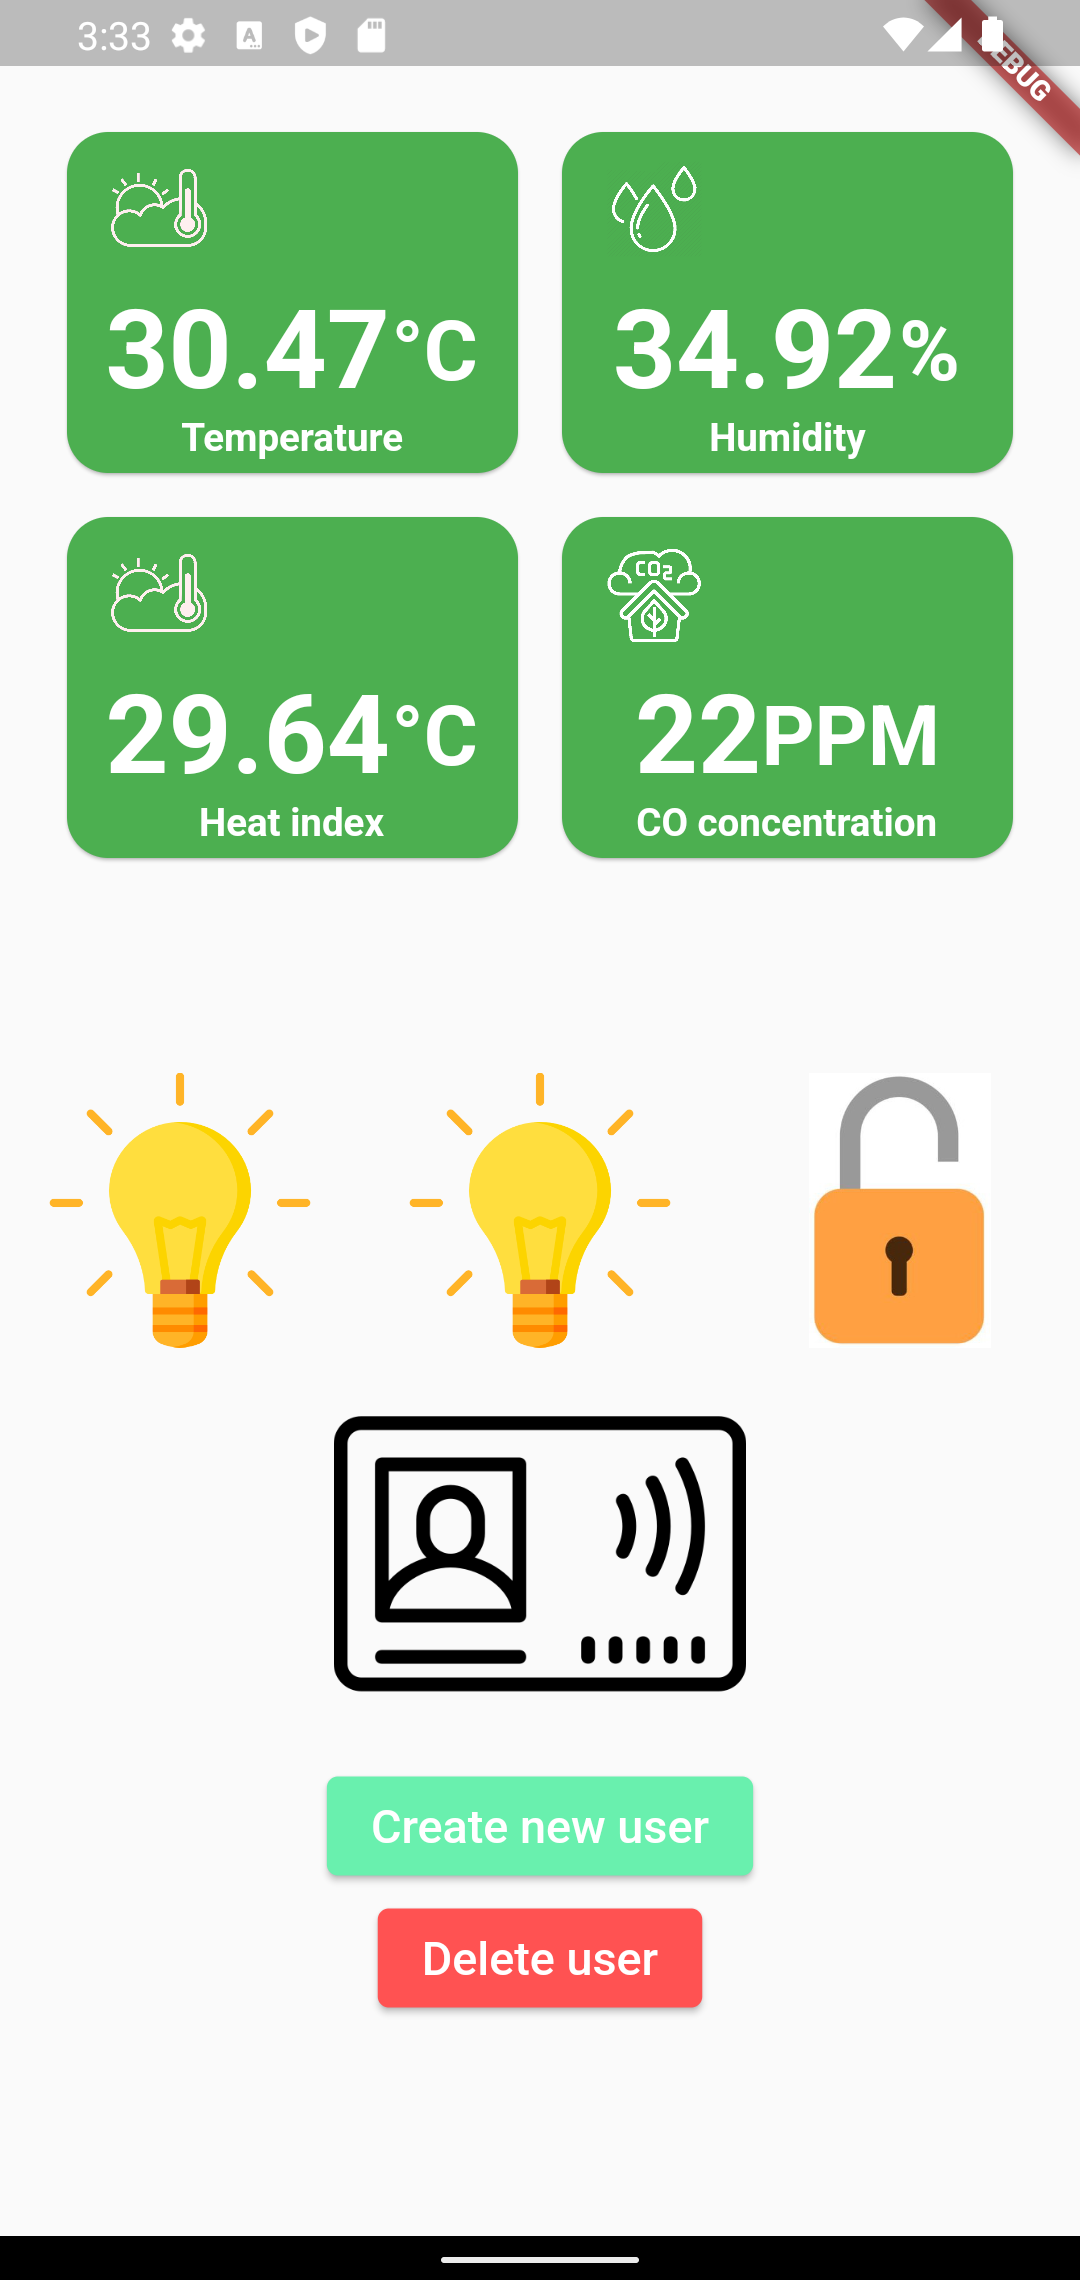 3:33
DEBUG
30.47°C
Temperature
34.92%
Humidity
29.64°C
Heat index
CO2
22PPM
CO concentration
Create new user
Delete user